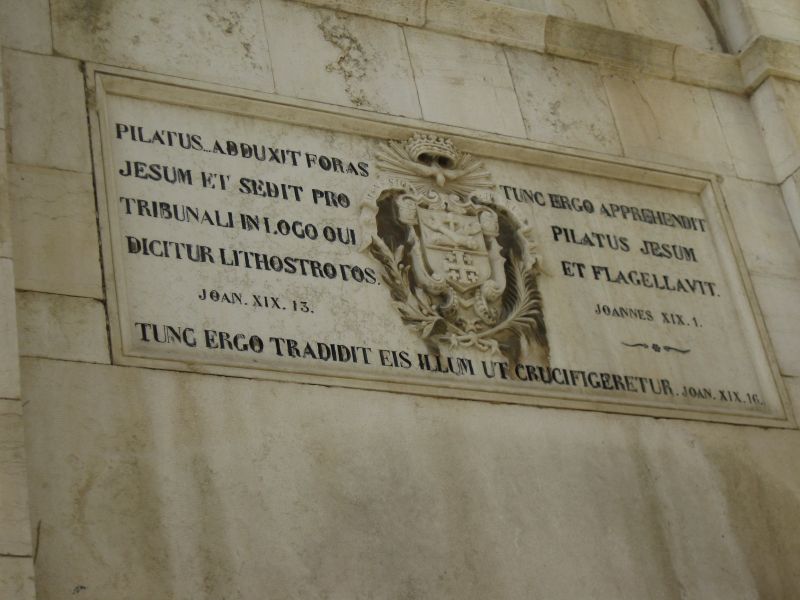 PILATUS...ABDUXIT FORAS
JESUM ET SEDIT PRO
TRIBUNALI IN LOCO QUI
DICITUR LITHOSTROTOS.
JOAN. XIX. 13.
TUNC ERGO APPREHENDIT
PILATUS JESUM
ET FLAGELLAVIT.
JOANNES XIX. 1.
TUNC ERGO TRADIDIT EIS ILLUM UT CRUCIFIGERETUR. JOAN. XIX. 16.